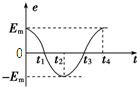 e
Eₘ
0
t₁ t₂ t₃ t₄ t
−Eₘ